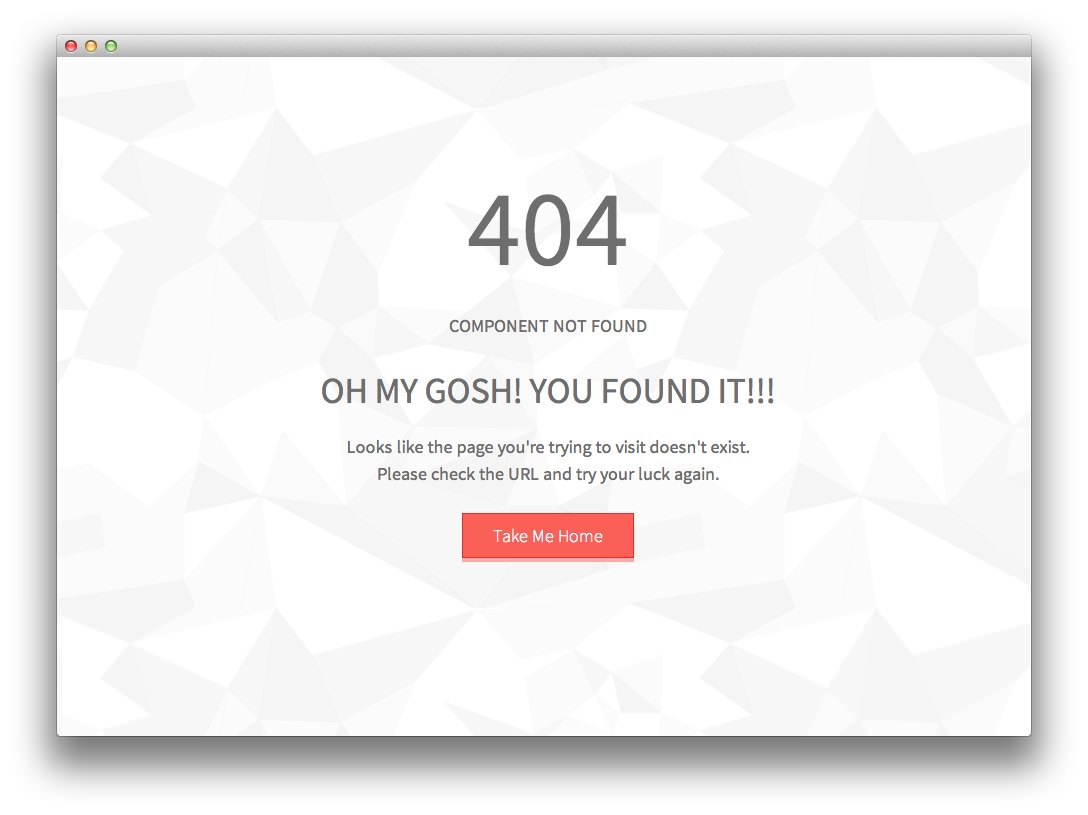 404
COMPONENT NOT FOUND
OH MY GOSH! YOU FOUND IT!!!
Looks like the page you're trying to visit doesn't exist.
Please check the URL and try your luck again.
Take Me Home